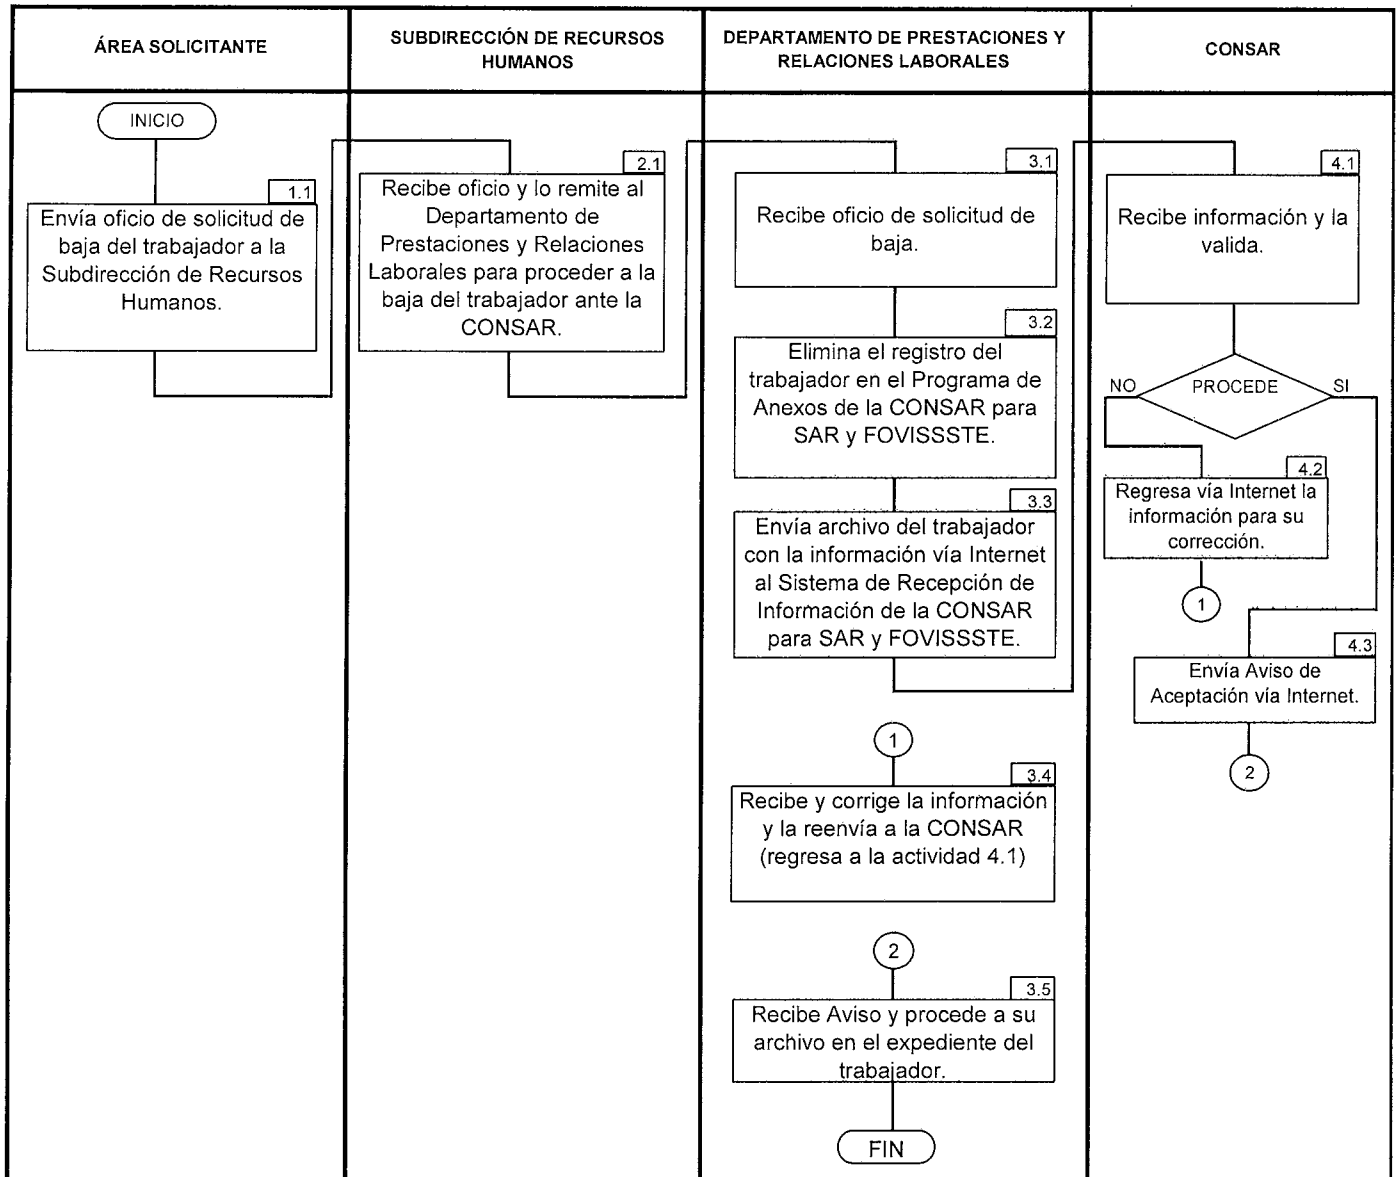 ÁREA SOLICITANTE
SUBDIRECCIÓN DE RECURSOS
HUMANOS
DEPARTAMENTO DE PRESTACIONES Y
RELACIONES LABORALES
CONSAR
INICIO
1.1
Envía oficio de solicitud de
baja del trabajador a la
Subdirección de Recursos
Humanos.
2.1
Recibe oficio y lo remite al
Departamento de
Prestaciones y Relaciones
Laborales para proceder a la
baja del trabajador ante la
CONSAR.
3.1
Recibe oficio de solicitud de
baja.
3.2
Elimina el registro del
trabajador en el Programa de
Anexos de la CONSAR para
SAR y FOVISSSTE.
3.3
Envía archivo del trabajador
con la información vía Internet
al Sistema de Recepción de
Información de la CONSAR
para SAR y FOVISSSTE.
1
3.4
Recibe y corrige la información
y la reenvía a la CONSAR
(regresa a la actividad 4.1)
2
3.5
Recibe Aviso y procede a su
archivo en el expediente del
trabajador.
FIN
4.1
Recibe información y la
valida.
NO
PROCEDE
SI
4.2
Regresa vía Internet la
información para su
corrección.
1
4.3
Envía Aviso de
Aceptación vía Internet.
2